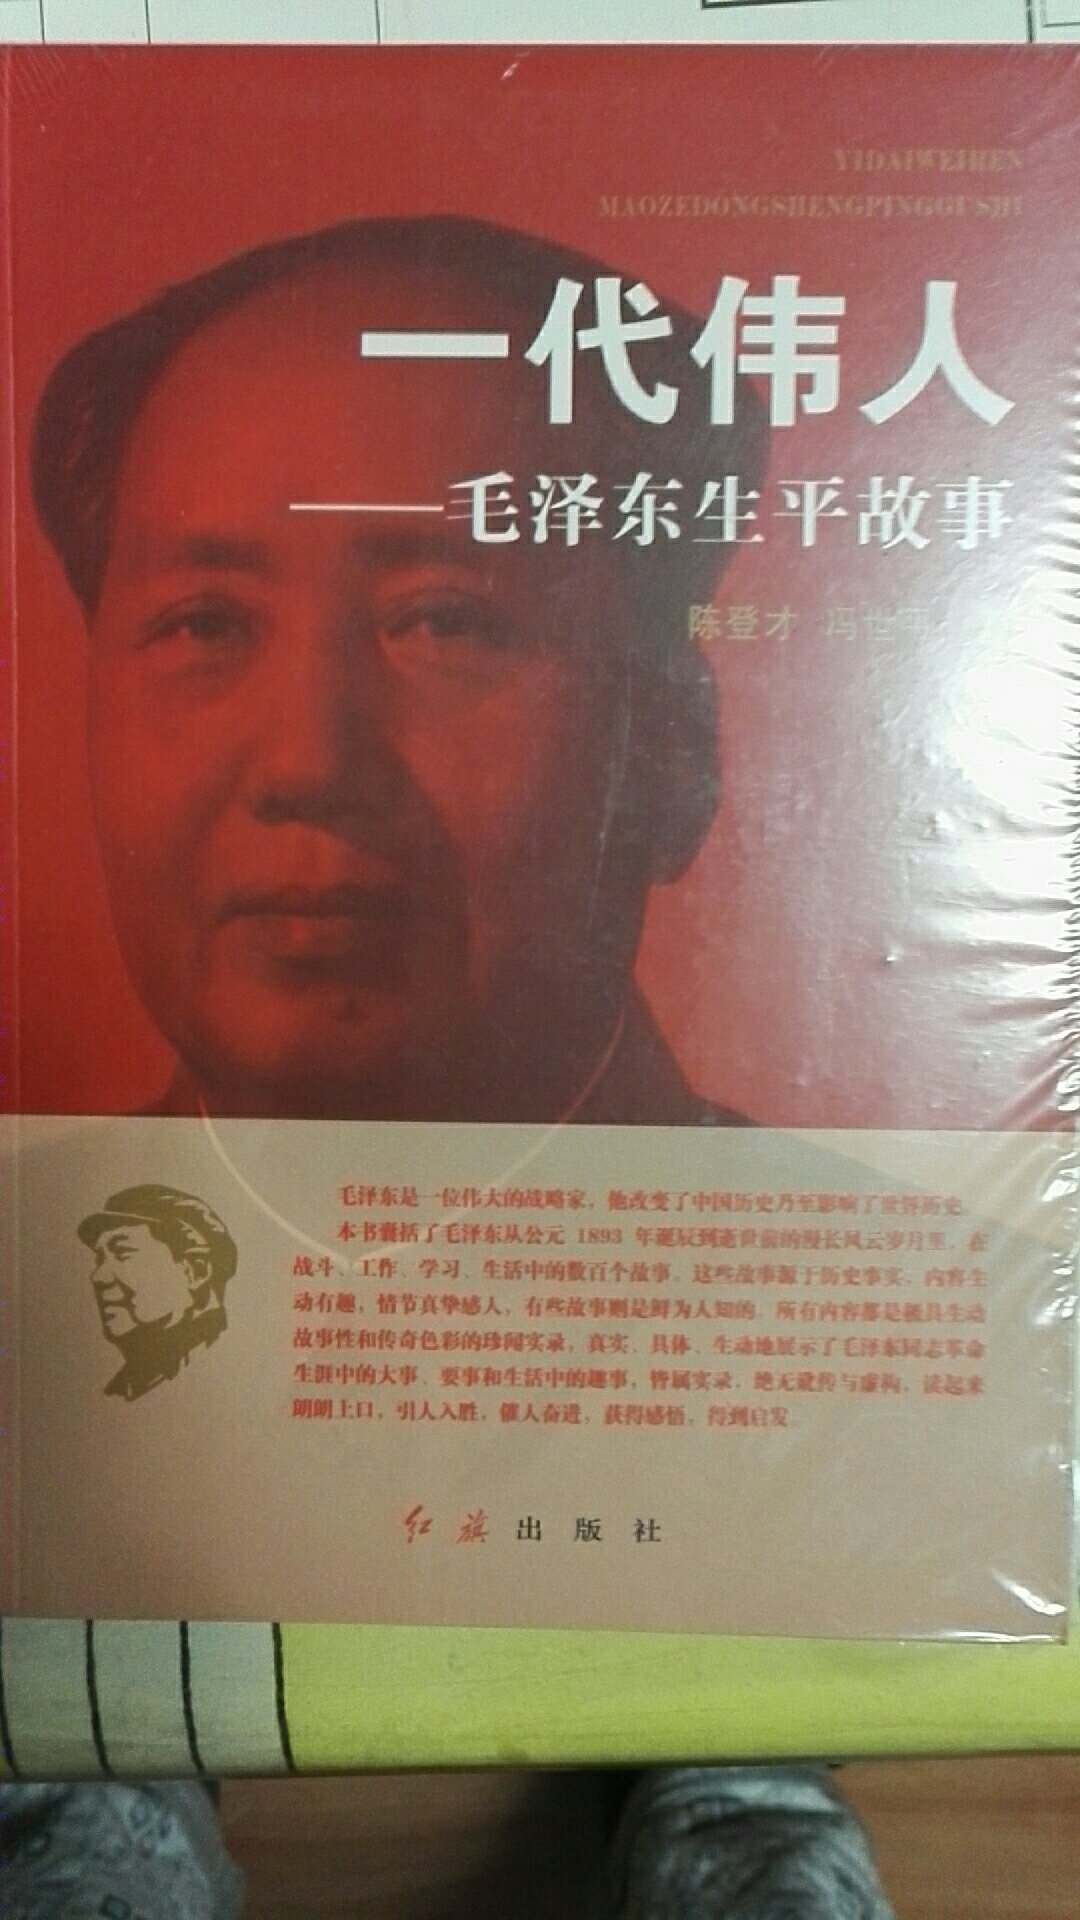 YIDAIWEIREN
MAOZEDONGSHENGPINGGUSHI
一代伟人
——毛泽东生平故事
陈登才 冯世平
毛泽东是一位伟大的战略家，他改变了中国历史乃至影响了世界历史。
本书囊括了毛泽东从公元 1893 年诞辰到逝世前的漫长风云岁月里，在
战斗、工作、学习、生活中的数百个故事。这些故事源于历史事实，内容生
动有趣，情节真挚感人，有些故事则是鲜为人知的。所有内容都是极具生动
故事性和传奇色彩的珍闻实录，真实、具体、生动地展示了毛泽东同志革命
生涯中的大事、要事和生活中的趣事，皆属实录，绝无讹传与虚构，读起来
朗朗上口，引人入胜，催人奋进，获得感悟，得到启发。
红旗出版社